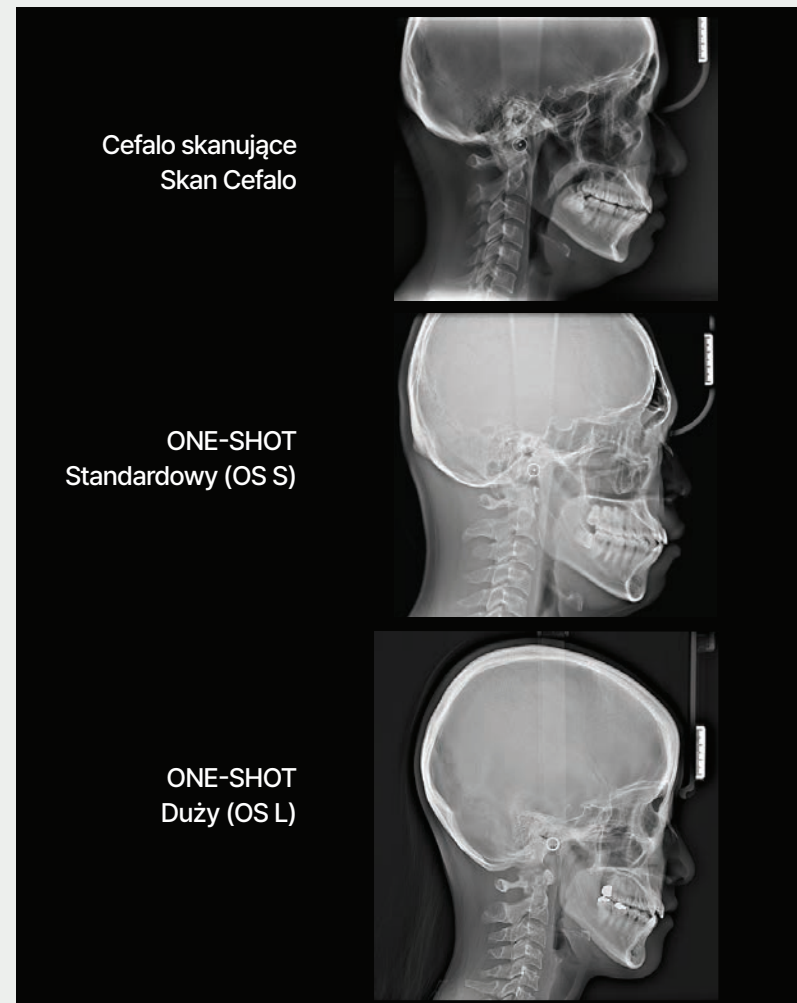 Cefalo skanujące
Skan Cefalo
ONE-SHOT
Standardowy (OS S)
ONE-SHOT
Duży (OS L)